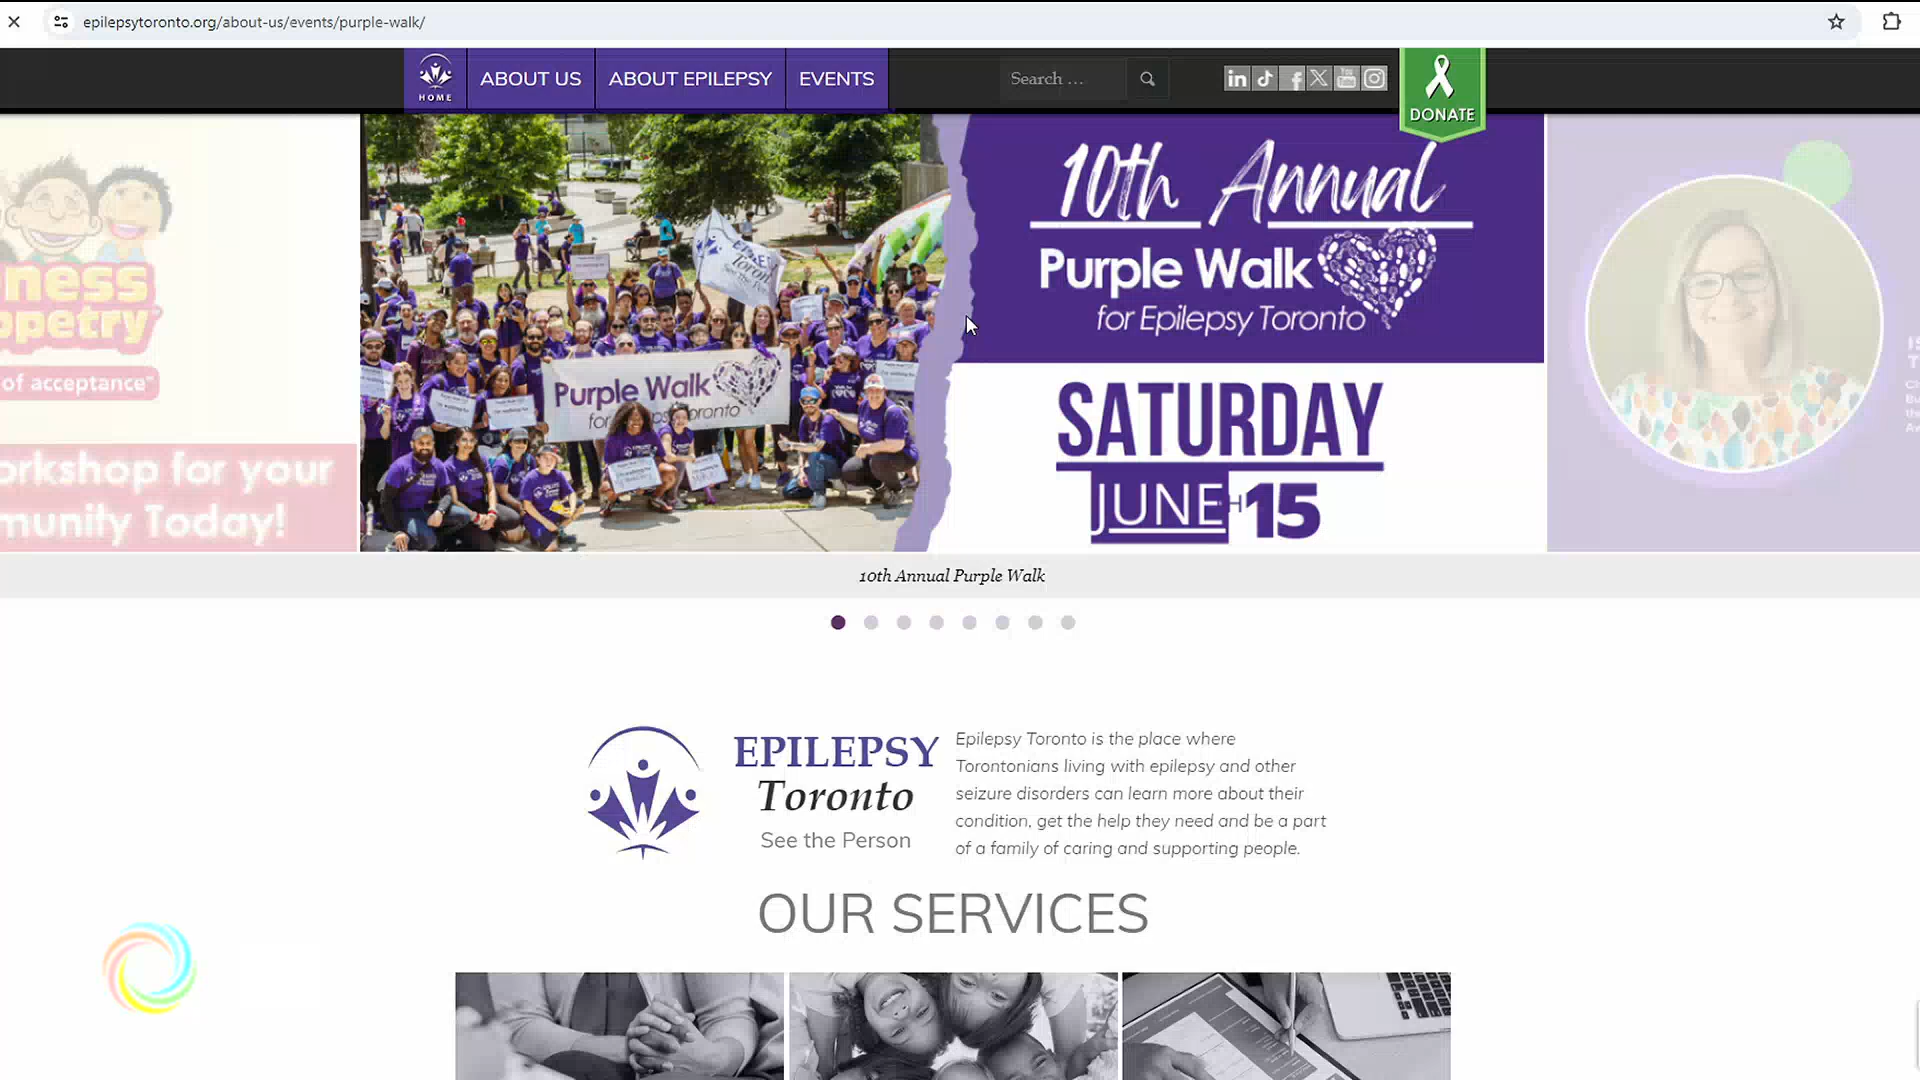 epilepsytoronto.org/about-us/events/purple-walk/
HOME
ABOUT US
ABOUT EPILEPSY
EVENTS
Search ...
DONATE
ness
ppetry
of acceptance"
orkshop for your
munity Today!
Purple Walk
10th Annual
Purple Walk
for Epilepsy Toronto
SATURDAY
JUNE 15
10th Annual Purple Walk
EPILEPSY
Toronto
See the Person
Epilepsy Toronto is the place where
Torontonians living with epilepsy and other
seizure disorders can learn more about their
condition, get the help they need and be a part
of a family of caring and supporting people.
OUR SERVICES